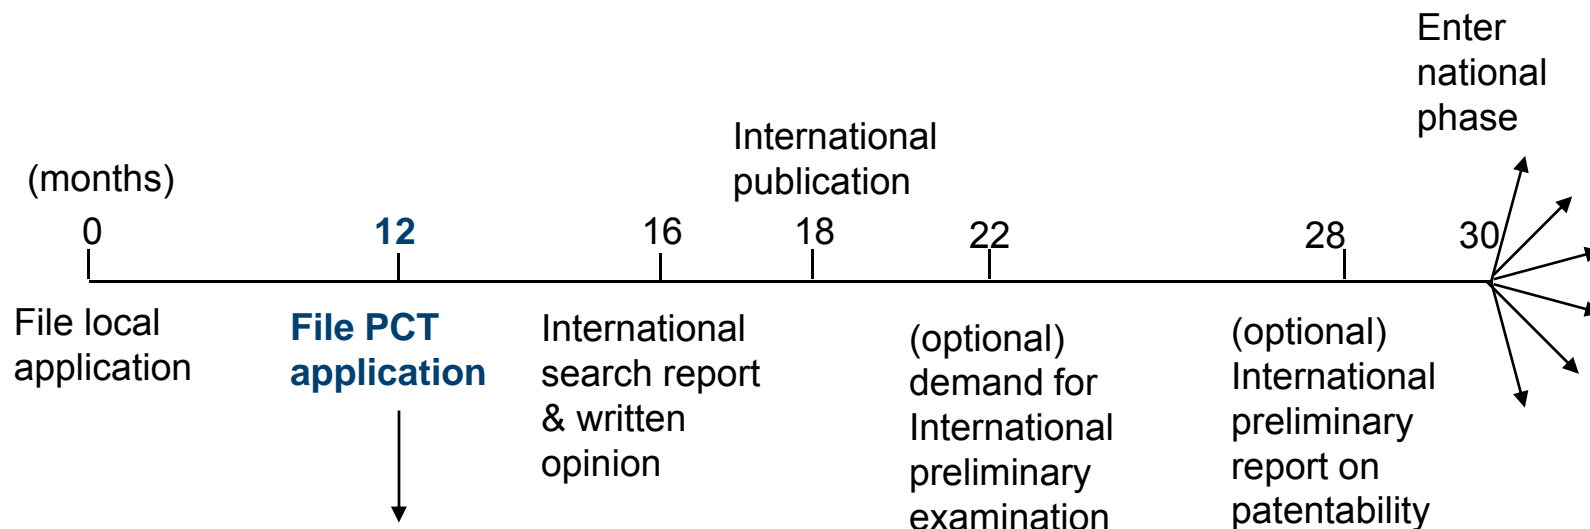 Enter
national
phase
International
publication
(months)
0
12
16
18
22
28
30
File local
application
File PCT
application
International
search report
& written
opinion
(optional)
demand for
International
preliminary
examination
(optional)
International
preliminary
report on
patentability